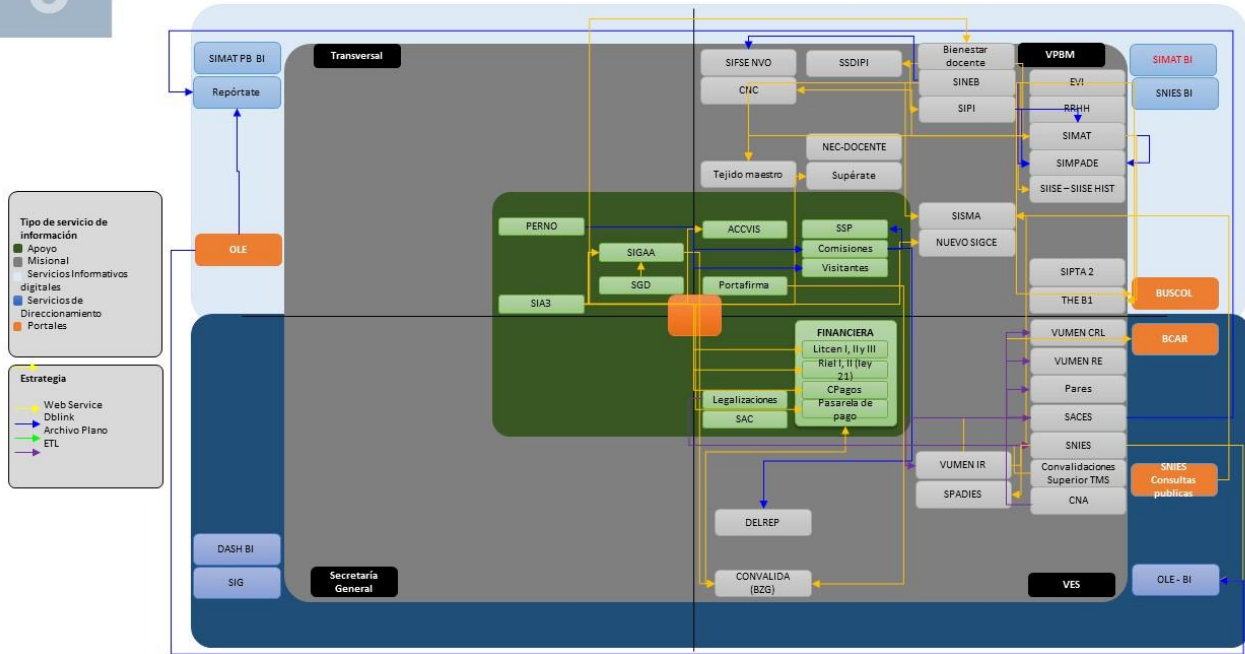 SIMAT PB BI
Repórtate
Transversal
SIFSE NVO
CNC
SSDIPI
Bienestar
docente
SINEB
SIPI
VPBM
EVI
RRHH
SIMAT
SIMPADE
SIISE – SIISE HIST
SIMAT BI
SNIES BI
NEC-DOCENTE
Tejido maestro
Supérate
Tipo de servicio de
información
Apoyo
Misional
Servicios Informativos
digitales
Servicios de
Direccionamiento
Portales
OLE
PERNO
SIGAA
SGD
SIA3
ACCVIS
SSP
Comisiones
Visitantes
Portafirma
SISMA
NUEVO SIGCE
SIPTA 2
THE B1
BUSCOL
BCAR
FINANCIERA
Litcen I, II y III
Riel I, II (ley
21)
CPagos
Pasarela de
pago
Legalizaciones
SAC
VUMEN CRL
VUMEN RE
Pares
SACES
SNIES
Convalidaciones
Superior TMS
CNA
VUMEN IR
SPADIES
SNIES
Consultas
publicas
Estrategia
Web Service
Dblink
Archivo Plano
ETL
DELREP
DASH BI
SIG
Secretaría
General
CONVALIDA
(BZG)
VES
OLE - BI